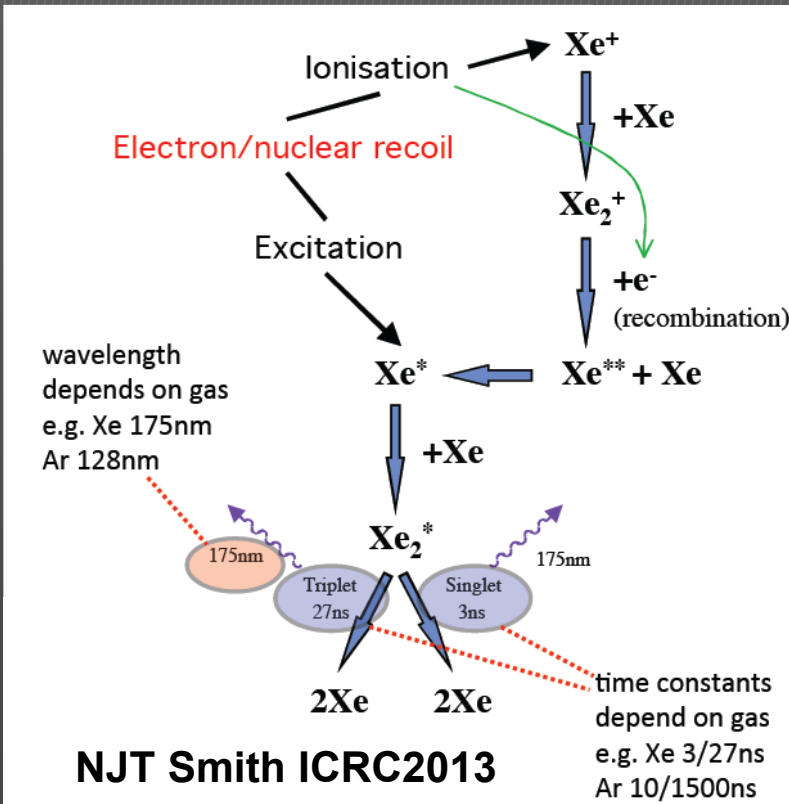 Ionisation
Xe⁺
+Xe
Electron/nuclear recoil
Xe₂⁺
Excitation
+e⁻
(recombination)
wavelength
depends on gas
e.g. Xe 175nm
Ar 128nm
Xe*
Xe** + Xe
+Xe
Xe₂*
175nm
Triplet
27ns
Singlet
3ns
175nm
2Xe
2Xe
time constants
depend on gas
e.g. Xe 3/27ns
Ar 10/1500ns
NJT Smith ICRC2013